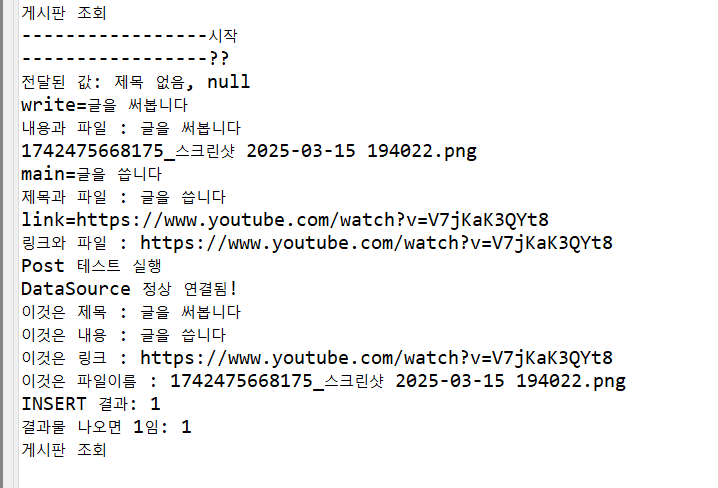 게시판 조회
-----------------시작
-----------------??
전달된 값: 제목 없음, null
write=글을 써봅니다
내용과 파일 : 글을 써봅니다
1742475668175_스크린샷 2025-03-15 194022.png
main=글을 씁니다
제목과 파일 : 글을 씁니다
link=https://www.youtube.com/watch?v=V7jKaK3QYt8
링크와 파일 : https://www.youtube.com/watch?v=V7jKaK3QYt8
Post 테스트 실행
DataSource 정상 연결됨!
이것은 제목 : 글을 써봅니다
이것은 내용 : 글을 씁니다
이것은 링크 : https://www.youtube.com/watch?v=V7jKaK3QYt8
이것은 파일이름 : 1742475668175_스크린샷 2025-03-15 194022.png
INSERT 결과: 1
결과물 나오면 1임: 1
게시판 조회